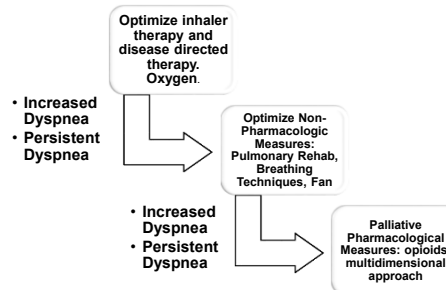 Optimize inhaler
therapy and
disease directed
therapy.
Oxygen.
• Increased
Dyspnea
• Persistent
Dyspnea
Optimize Non-
Pharmacologic
Measures:
Pulmonary Rehab,
Breathing
Techniques, Fan
• Increased
Dyspnea
• Persistent
Dyspnea
Palliative
Pharmacological
Measures: opioids,
multidimensional
approach